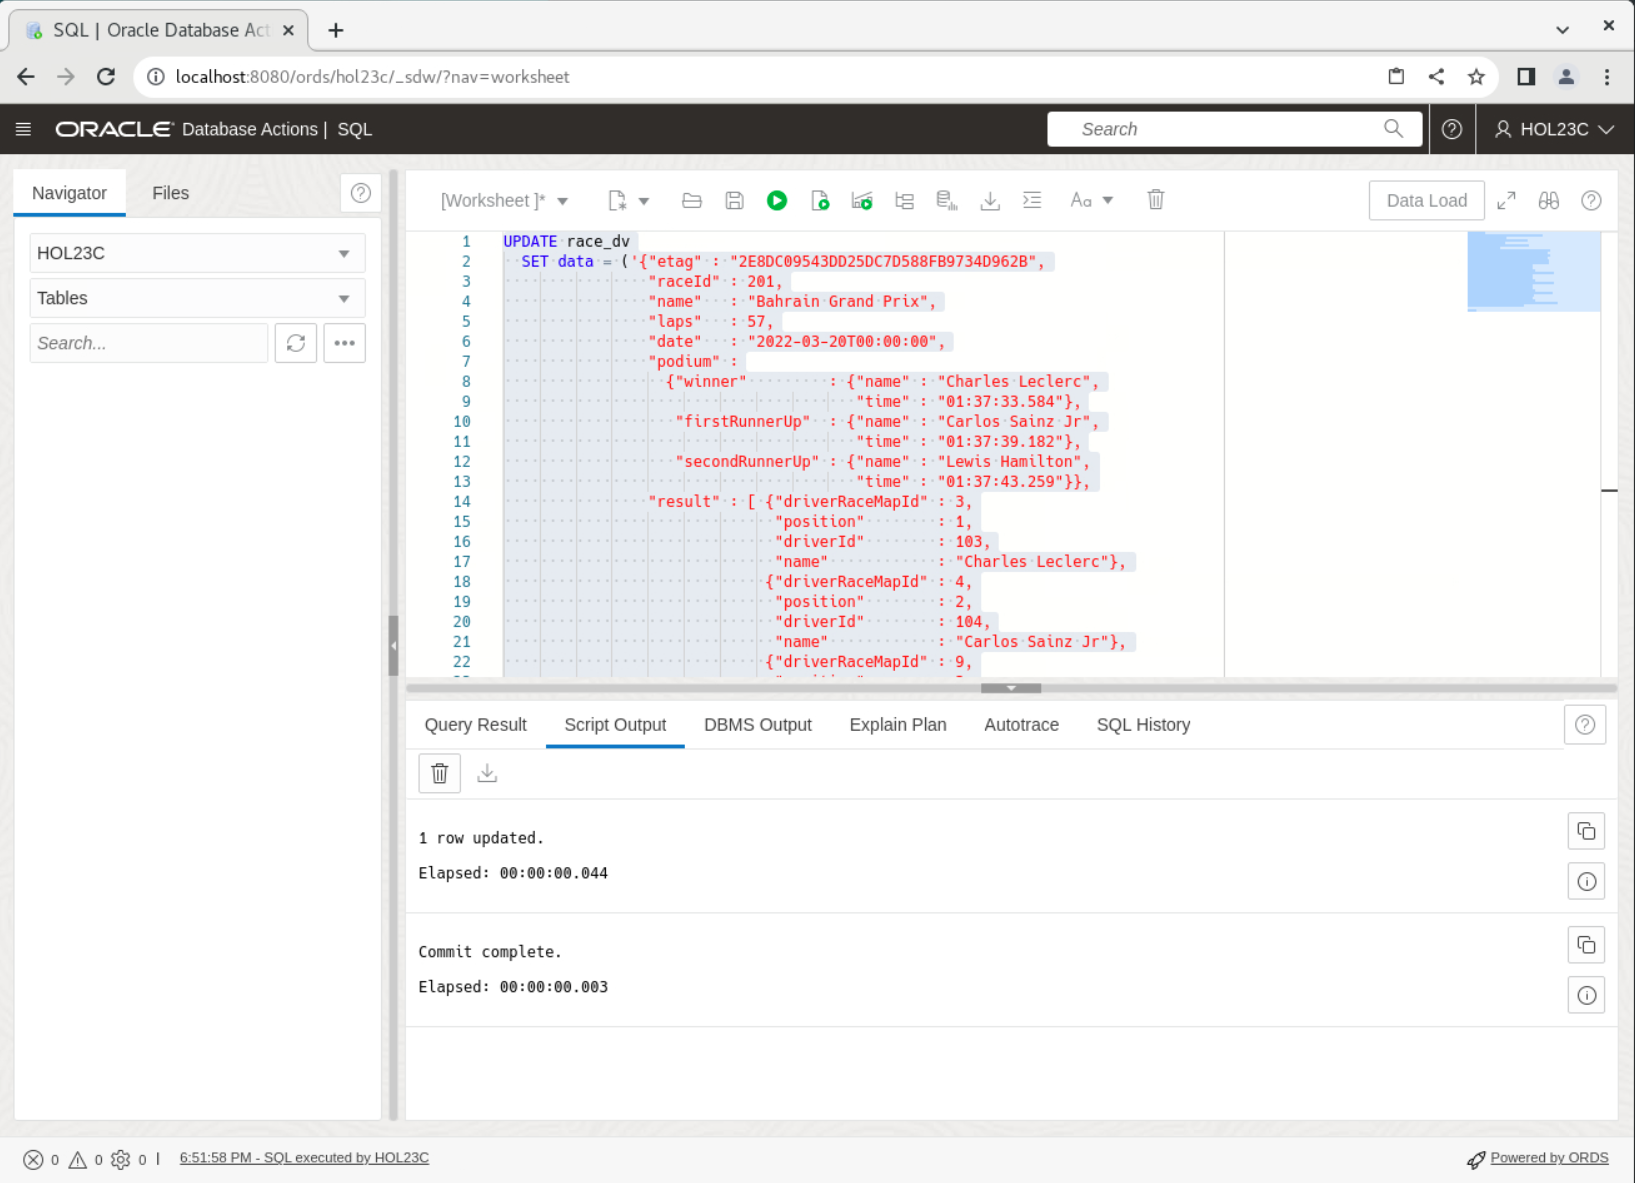 SQL | Oracle Database Act
localhost:8080/ords/hol23c/_sdw/?nav=worksheet
ORACLE Database Actions | SQL
Search
HOL23C
Navigator
Files
HOL23C
Tables
Search...
[Worksheet ]*
Aa
Data Load
1 UPDATE race_dv
2 SET data = ('{"etag" : "2E8DC09543DD25DC7D588FB9734D962B",
3 "raceId" : 201,
4 "name" : "Bahrain Grand Prix",
5 "laps" : 57,
6 "date" : "2022-03-20T00:00:00",
7 "podium" :
8 {"winner" : {"name" : "Charles Leclerc",
9 "time" : "01:37:33.584"},
10 "firstRunnerUp" : {"name" : "Carlos Sainz Jr",
11 "time" : "01:37:39.182"},
12 "secondRunnerUp" : {"name" : "Lewis Hamilton",
13 "time" : "01:37:43.259"}},
14 "result" : [ {"driverRaceMapId" : 3,
15 "position" : 1,
16 "driverId" : 103,
17 "name" : "Charles Leclerc"},
18 {"driverRaceMapId" : 4,
19 "position" : 2,
20 "driverId" : 104,
21 "name" : "Carlos Sainz Jr"},
22 {"driverRaceMapId" : 9,
Query Result
Script Output
DBMS Output
Explain Plan
Autotrace
SQL History
1 row updated.
Elapsed: 00:00:00.044
Commit complete.
Elapsed: 00:00:00.003
0 0 0 | 6:51:58 PM - SQL executed by HOL23C
Powered by ORDS